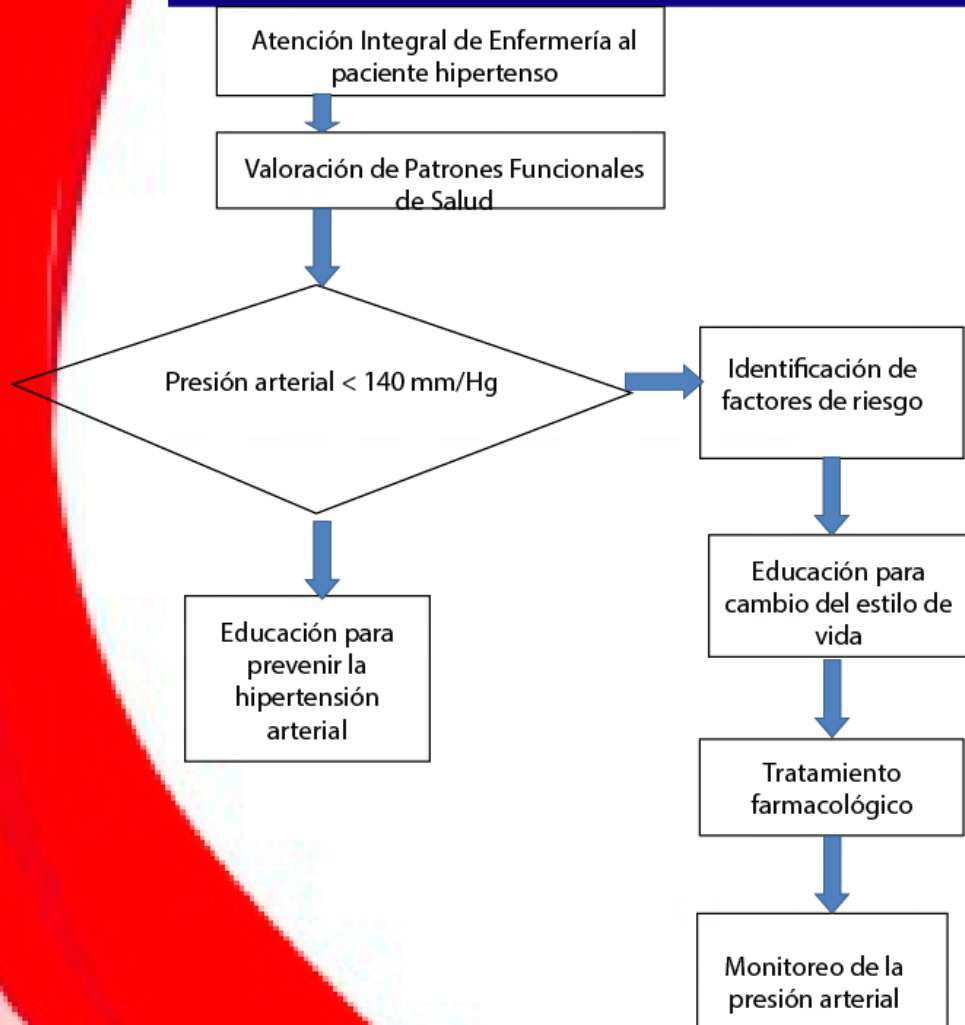 Atención Integral de Enfermería al
paciente hipertenso
Valoración de Patrones Funcionales
de Salud
Presión arterial < 140 mm/Hg
Identificación de
factores de riesgo
Educación para
cambio del estilo de
vida
Educación para
prevenir la
hipertensión
arterial
Tratamiento
farmacológico
Monitoreo de la
presión arterial